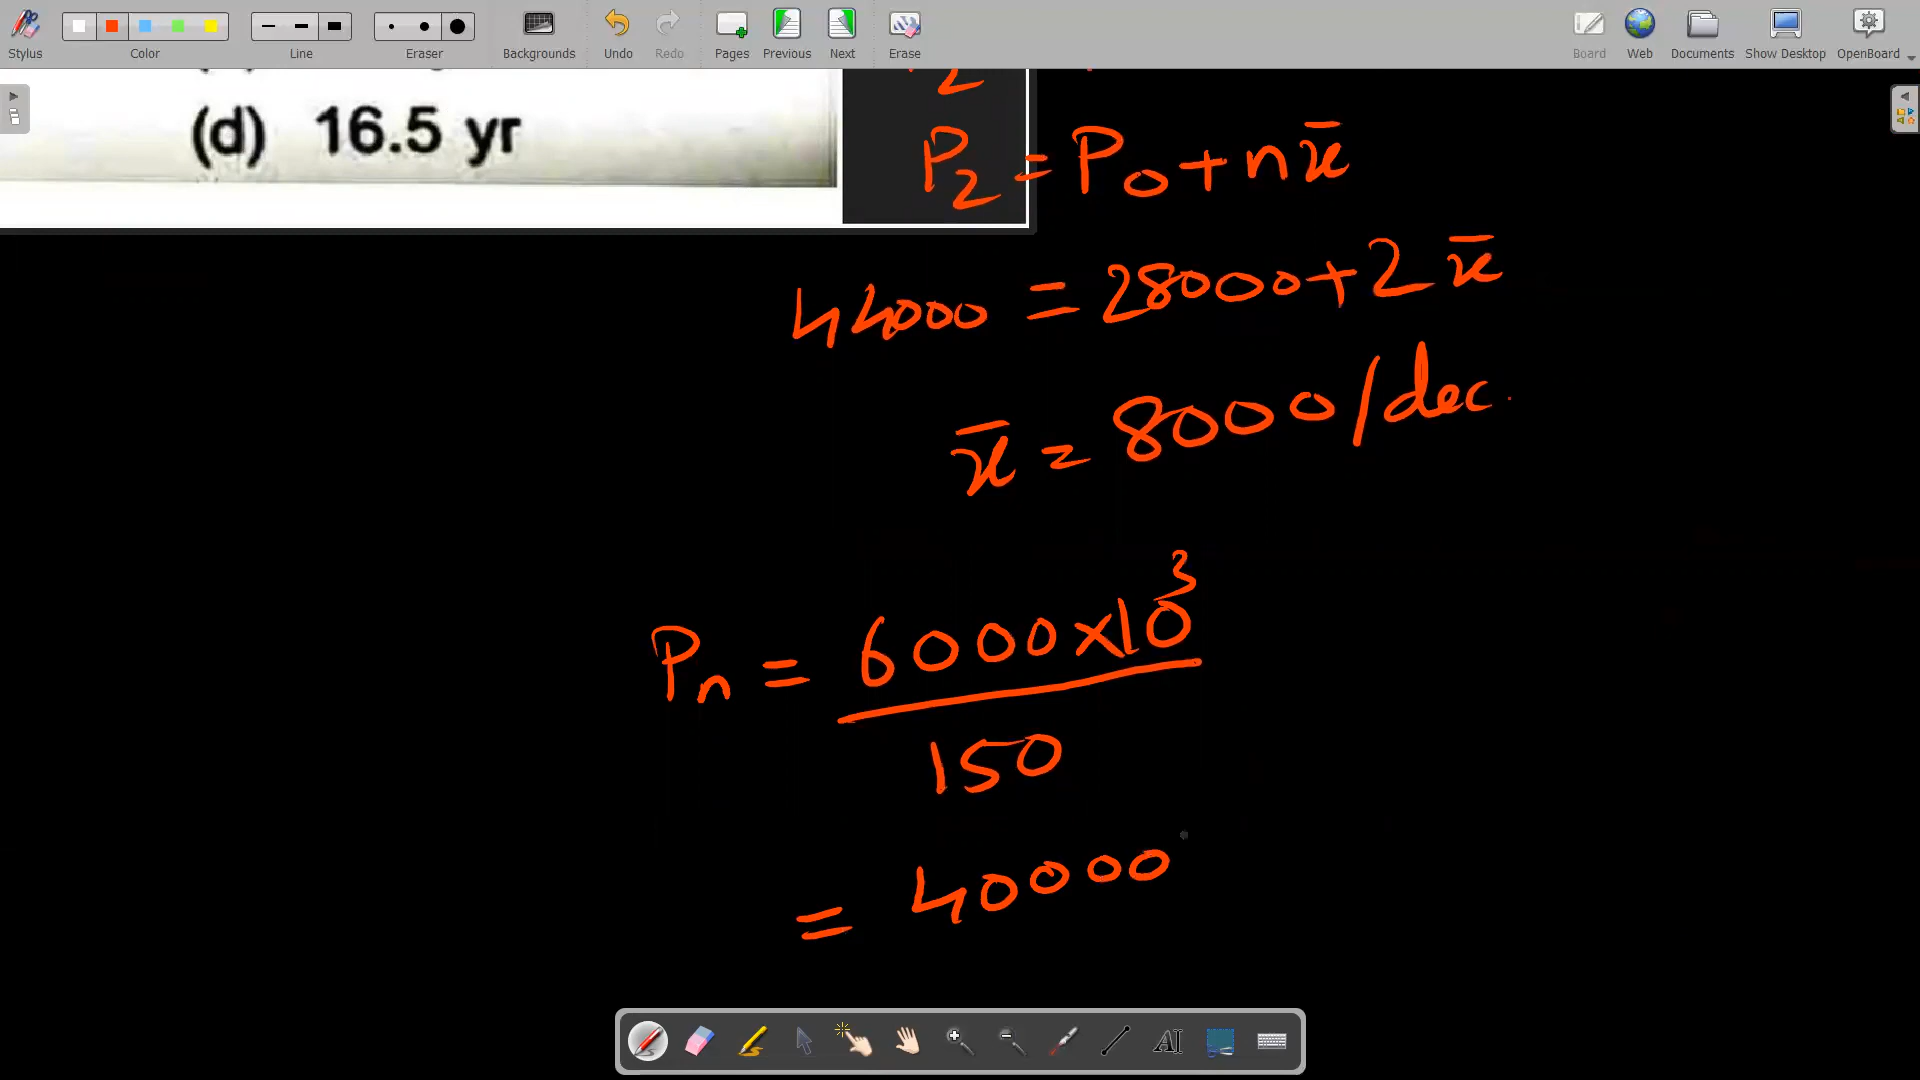 Stylus Color Line Eraser Backgrounds Undo Redo Pages Previous Next Erase Board Web Documents Show Desktop OpenBoard
(d) 16.5 yr
2
P₂ = P₀ + nx̄
44000 = 28000 + 2x̄
x̄ = 8000/dec.
Pₙ = 6000×10³
150
= 40000